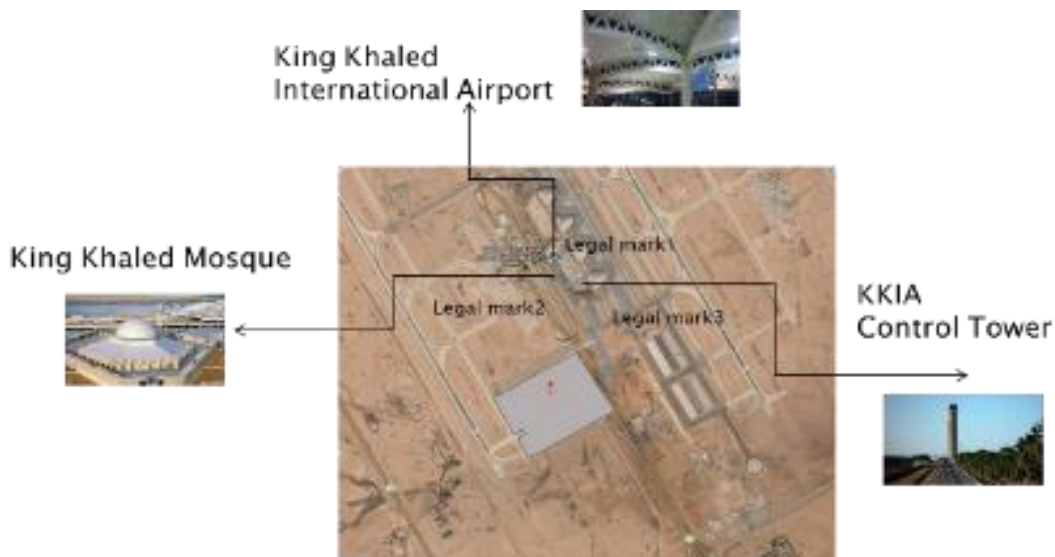 King Khaled
International Airport
Legal mark1
King Khaled Mosque
Legal mark2
Legal mark3
KKIA
Control Tower